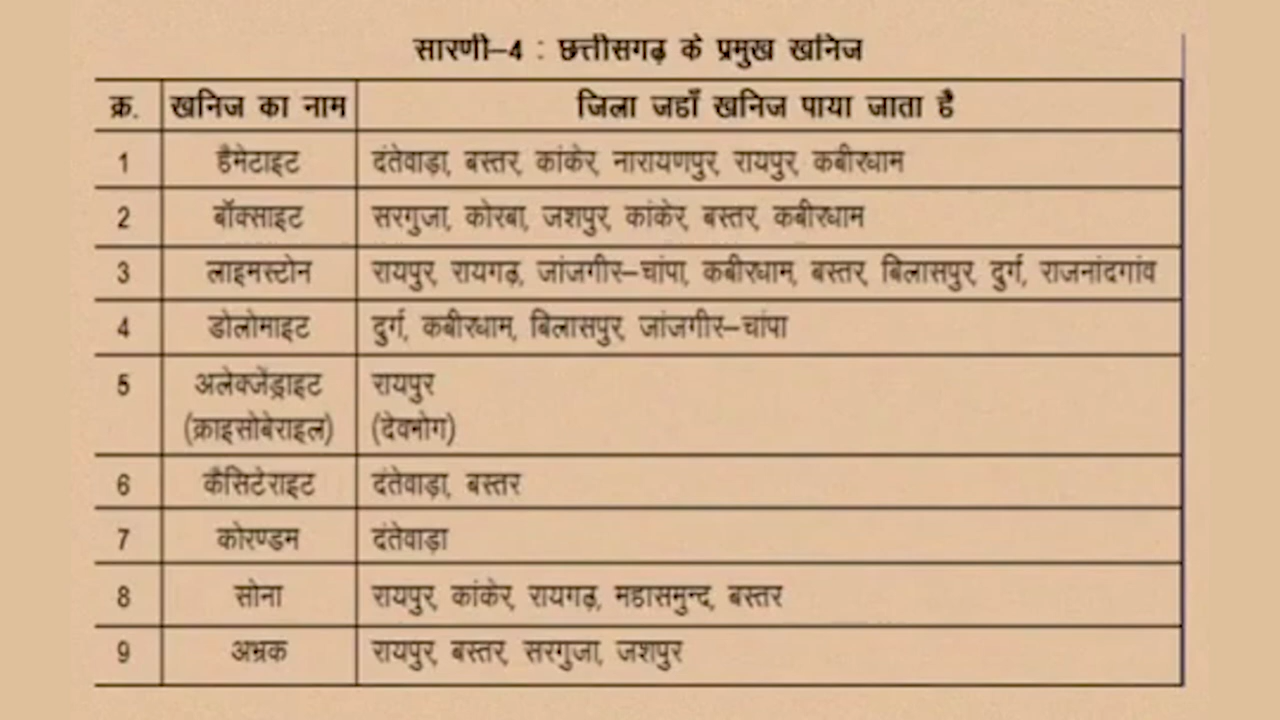 सारणी–4 : छत्तीसगढ़ के प्रमुख खनिज
क्र. खनिज का नाम जिला जहाँ खनिज पाया जाता है
1 हैमेटाइट दंतेवाड़ा, बस्तर, कांकेर, नारायणपुर, रायपुर, कबीरधाम
2 बॉक्साइट सरगुजा, कोरबा, जशपुर, कांकेर, बस्तर, कबीरधाम
3 लाइमस्टोन रायपुर, रायगढ़, जांजगीर–चांपा, कबीरधाम, बस्तर, बिलासपुर, दुर्ग, राजनांदगांव
4 डोलोमाइट दुर्ग, कबीरधाम, बिलासपुर, जांजगीर–चांपा
5 अलेक्जेंड्राइट रायपुर
(क्राइसोबेराइल) (देवभोग)
6 कैसिटेराइट दंतेवाड़ा, बस्तर
7 कोरण्डम दंतेवाड़ा
8 सोना रायपुर, कांकेर, रायगढ़, महासमुन्द, बस्तर
9 अभ्रक रायपुर, बस्तर, सरगुजा, जशपुर